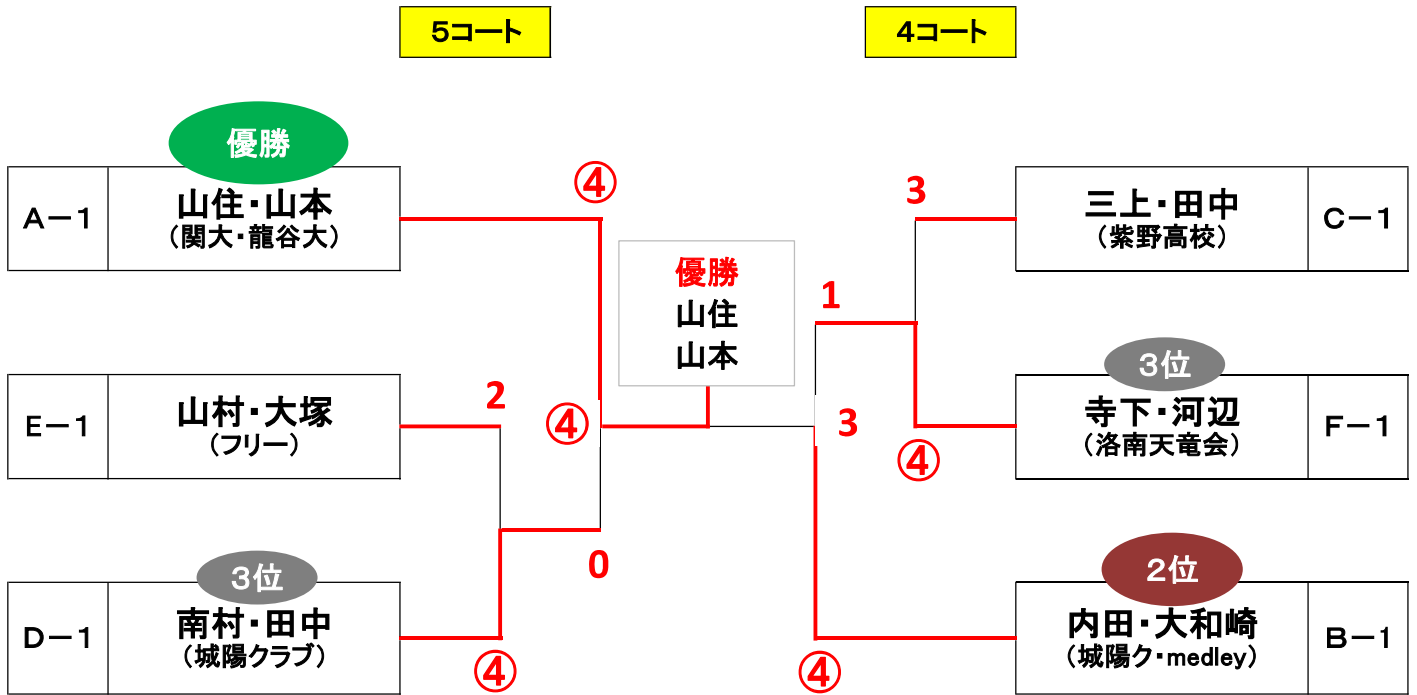 ５コート
４コート
優勝
A－1
山住・山本
（関大・龍谷大）
④
3
三上・田中
（紫野高校）
C－1
優勝
山住
山本
1
3位
E－1
山村・大塚
（フリー）
2
④
3
寺下・河辺
（洛南天竜会）
F－1
④
0
3位
2位
D－1
南村・田中
（城陽クラブ）
④
④
内田・大和崎
（城陽ク・medley）
B－1